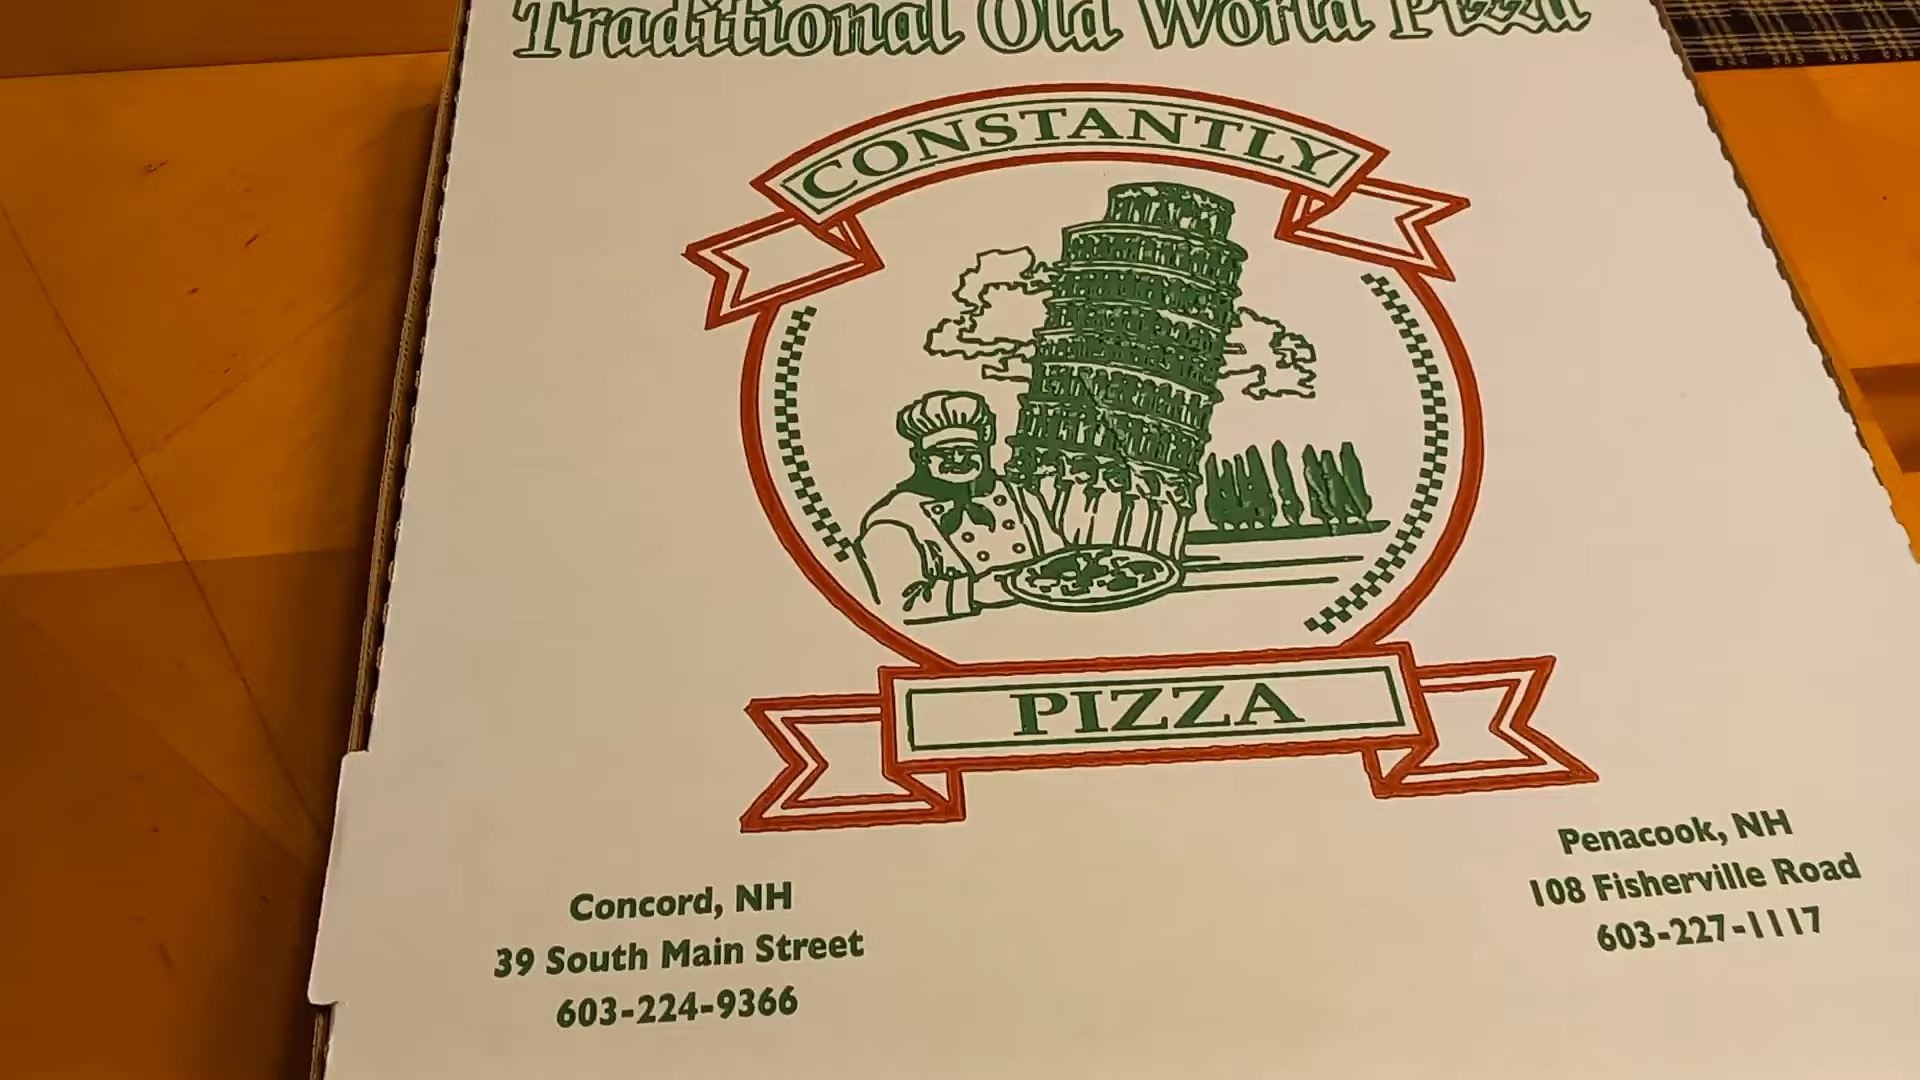 Traditional Old World Pizza
CONSTANTLY
PIZZA
Concord, NH
39 South Main Street
603-224-9366
Penacook, NH
108 Fisherville Road
603-227-1117